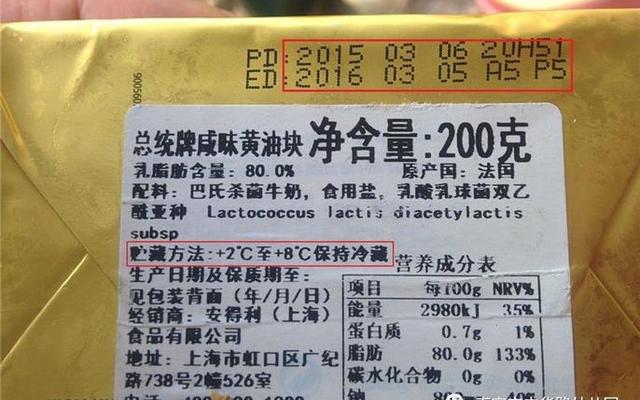 PD:2015 03 06 20H51
ED:2016 03 05 A5 P5
总统牌咸味黄油块 净含量:200克
乳脂肪含量: 80.0% 原产国: 法国
配料: 巴氏杀菌牛奶, 食用盐, 乳酸乳球菌双乙
酰亚种 Lactococcus lactis diacetylactis
subsp
贮藏方法:+2℃至+8℃保持冷藏
生产日期及保质期至:
见包装背面(年/月/日)
经销商: 安得利(上海)
食品有限公司
地址: 上海市虹口区广纪
路738号2幢526室
营养成分表
项目 每100g NRV%
能量 2980kJ 35%
蛋白质 0.7g 1%
脂肪 80.0g 133%
碳水化合物 0g 0%